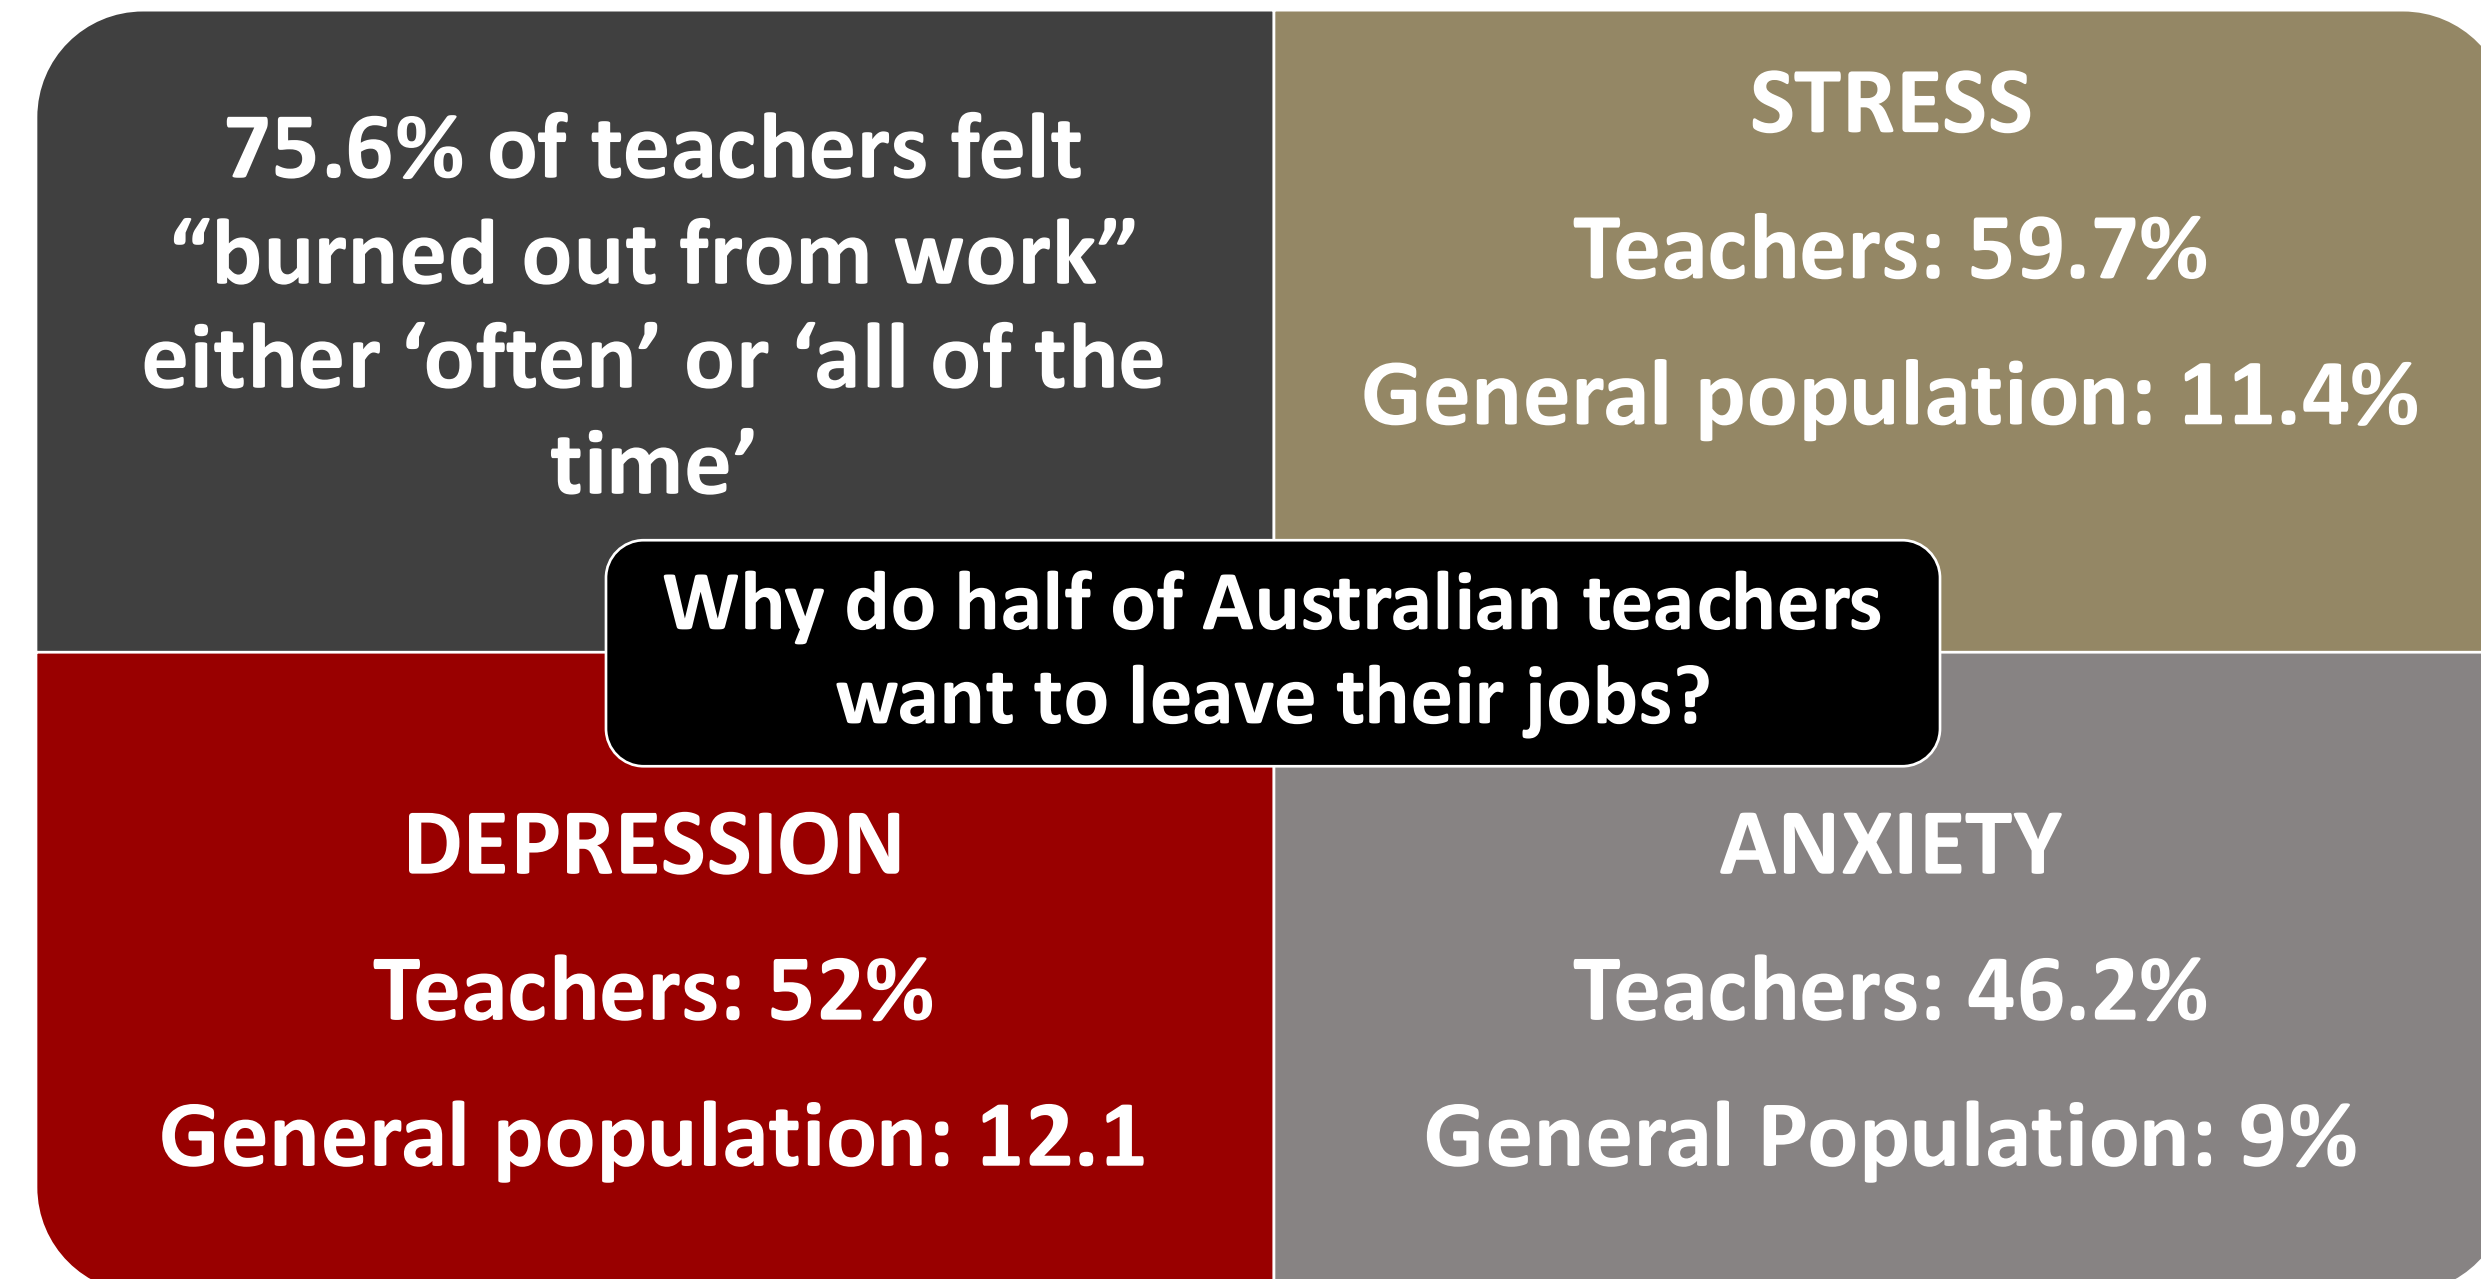 75.6% of teachers felt
“burned out from work”
either ‘often’ or ‘all of the
time’
STRESS
Teachers: 59.7%
General population: 11.4%
Why do half of Australian teachers
want to leave their jobs?
DEPRESSION
Teachers: 52%
General population: 12.1
ANXIETY
Teachers: 46.2%
General Population: 9%